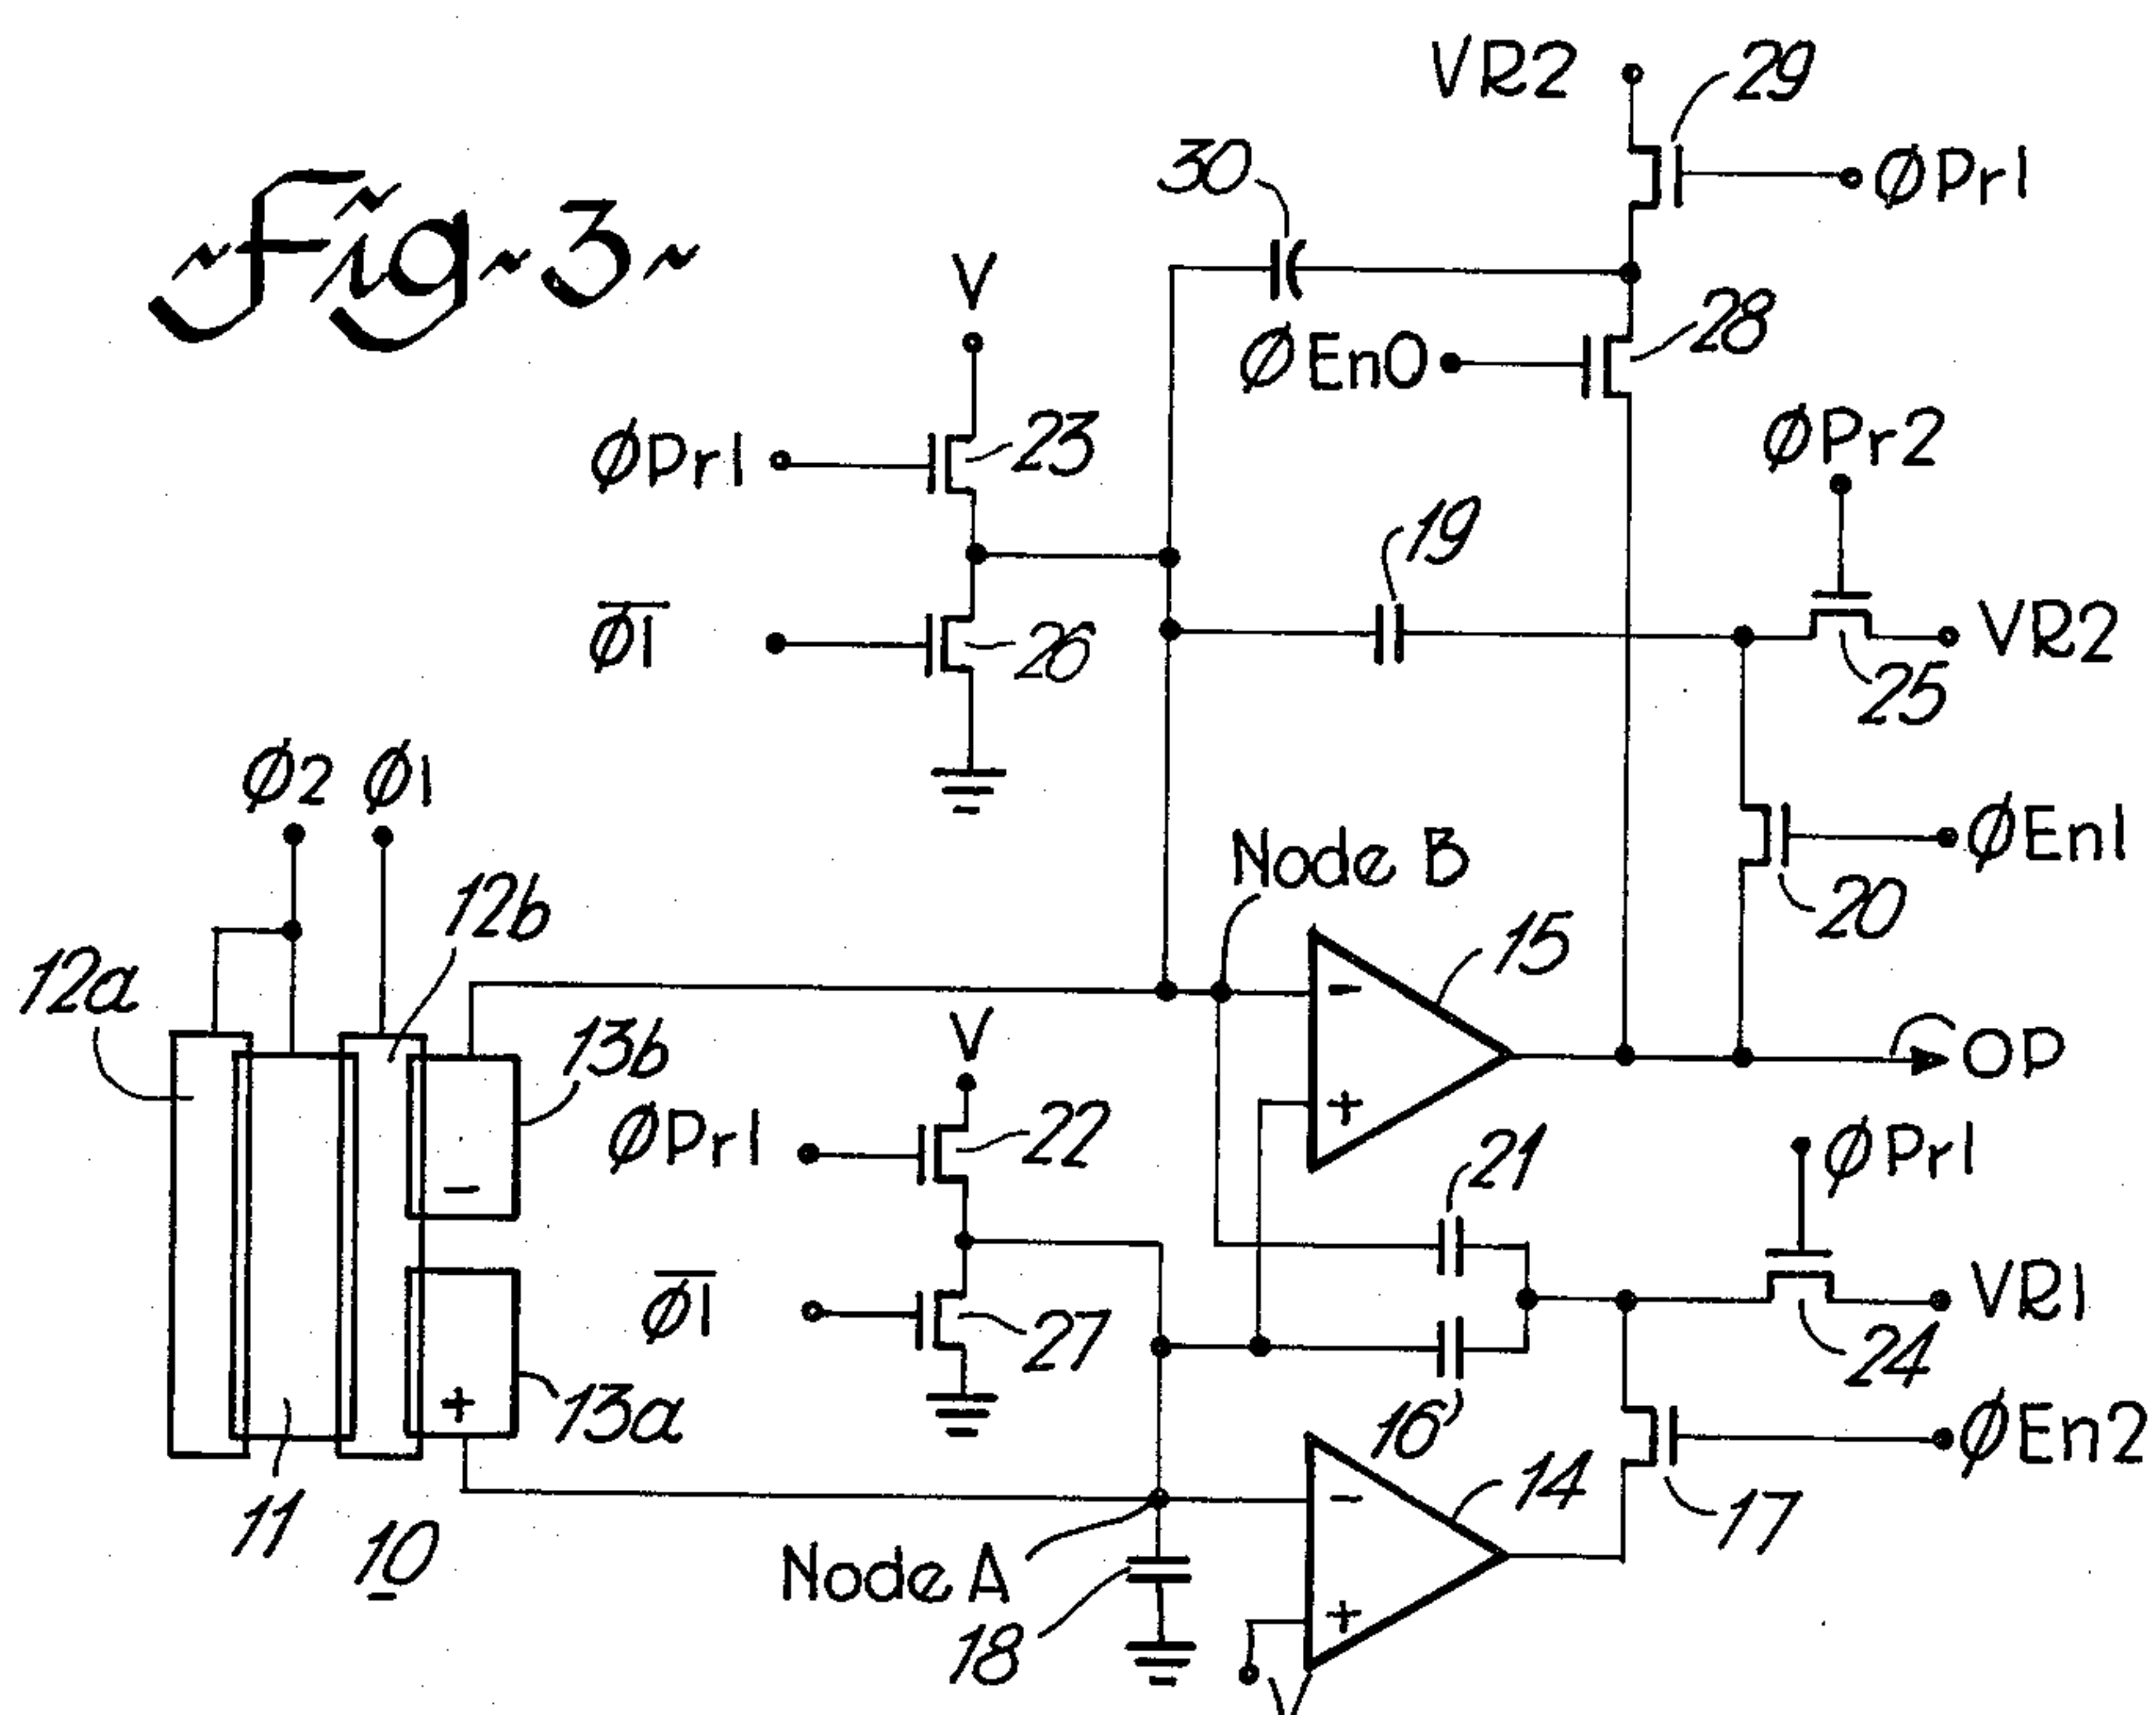 ~Fig~3~
VR2
29
ØPr1
30
V
ØEn0
28
ØPr1
23
ØPr2
19
Ø1
26
VR2
25
Ø2
Ø1
12b
Node B
ØEn1
20
12a
15
13b
V
OP
ØPr1
22
21
ØPr1
Ø1
27
VR1
24
13a
16
ØEn2
14
17
11
10
Node A
18
V
-
+
-
+
-
+